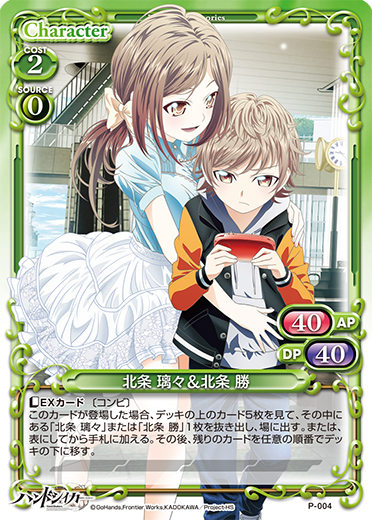 Character
ories
COST
2
SOURCE
0
40 AP
DP 40
北条 璃々&北条 勝
EXカード 〔コンビ〕
このカードが登場した場合、デッキの上のカード5枚を見て、その中に
ある「北条 璃々」または「北条 勝」1枚を抜き出し、場に出す。または、
表にしてから手札に加える。その後、残りのカードを任意の順番でデッ
キの下に移す。
ハンドシェイカー
©GoHands,Frontier Works,KADOKAWA / Project HS
P-004